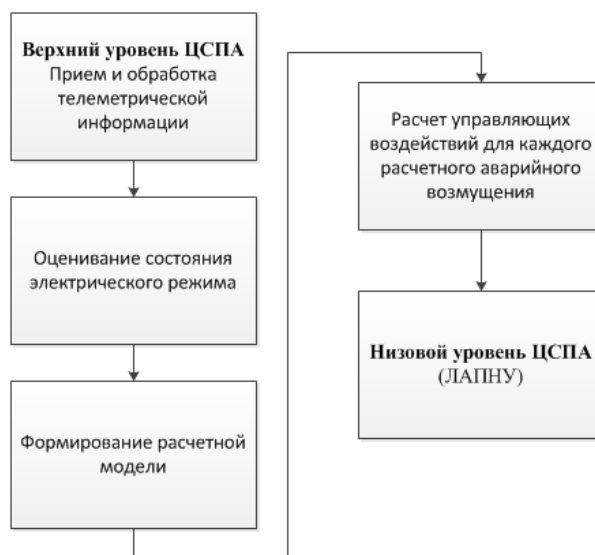 Верхний уровень ЦСПА
Прием и обработка
телеметрической
информации
Оценивание состояния
электрического режима
Формирование расчетной
модели
Расчет управляющих
воздействий для каждого
расчетного аварийного
возмущения
Низовой уровень ЦСПА
(ЛАПНУ)